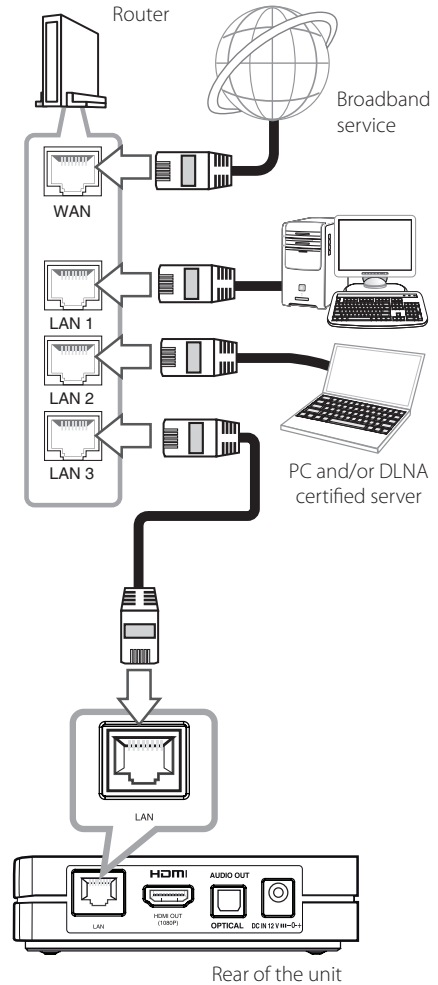 Router
Broadband
service
WAN
LAN 1
LAN 2
LAN 3
PC and/or DLNA
certified server
LAN
LAN
HDMI
HDMI OUT
(1080P)
AUDIO OUT
OPTICAL
DC IN 12 V
Rear of the unit